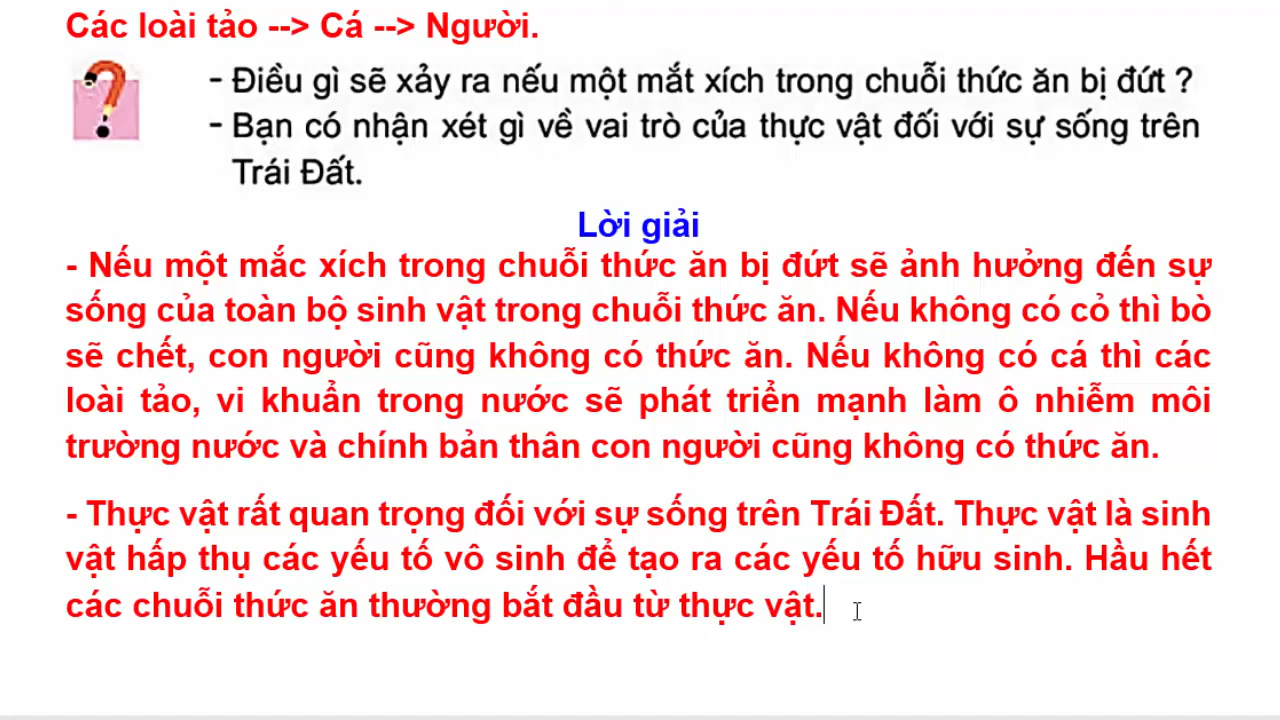 Các loài tảo --> Cá --> Người.
- Điều gì sẽ xảy ra nếu một mắt xích trong chuỗi thức ăn bị đứt ?
- Bạn có nhận xét gì về vai trò của thực vật đối với sự sống trên
Trái Đất.
Lời giải
- Nếu một mắc xích trong chuỗi thức ăn bị đứt sẽ ảnh hưởng đến sự
sống của toàn bộ sinh vật trong chuỗi thức ăn. Nếu không có cỏ thì bò
sẽ chết, con người cũng không có thức ăn. Nếu không có cá thì các
loài tảo, vi khuẩn trong nước sẽ phát triển mạnh làm ô nhiễm môi
trường nước và chính bản thân con người cũng không có thức ăn.
- Thực vật rất quan trọng đối với sự sống trên Trái Đất. Thực vật là sinh
vật hấp thụ các yếu tố vô sinh để tạo ra các yếu tố hữu sinh. Hầu hết
các chuỗi thức ăn thường bắt đầu từ thực vật.